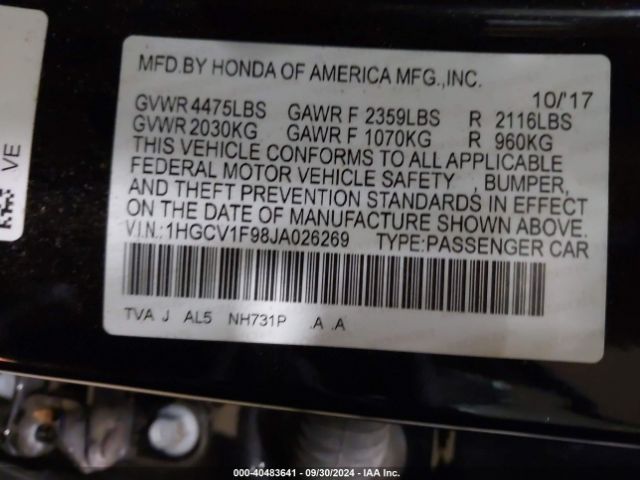 VE
MFD.BY HONDA OF AMERICA MFG.,INC.
10/'17
GVWR 4475LBS GAWR F 2359LBS R 2116LBS
GVWR 2030KG GAWR F 1070KG R 960KG
THIS VEHICLE CONFORMS TO ALL APPLICABLE
FEDERAL MOTOR VEHICLE SAFETY , BUMPER,
AND THEFT PREVENTION STANDARDS IN EFFECT
ON THE DATE OF MANUFACTURE SHOWN ABOVE.
V.I.N.:1HGCV1F98JA026269 TYPE:PASSENGER CAR
TVA J AL5 NH731P .A .A
000-40483641 - 09/30/2024 - IAA Inc.